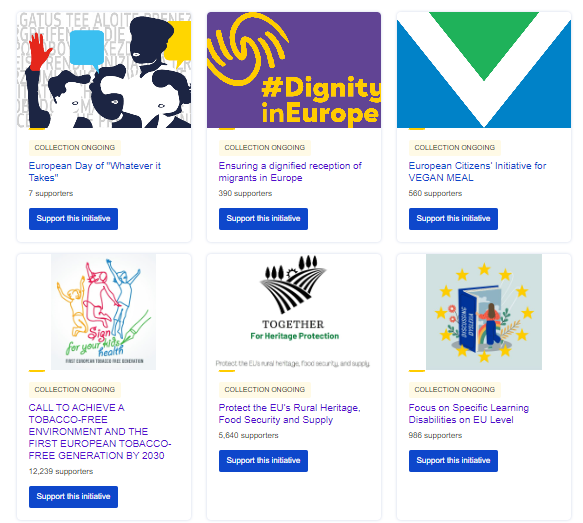 #Dignity
inEurope
COLLECTION ONGOING
European Day of "Whatever it
Takes"
7 supporters
Support this initiative
COLLECTION ONGOING
Ensuring a dignified reception of
migrants in Europe
390 supporters
Support this initiative
COLLECTION ONGOING
European Citizens' Initiative for
VEGAN MEAL
560 supporters
Support this initiative
Sign
for your kids
health
FIRST EUROPEAN TOBACCO FREE GENERATION
COLLECTION ONGOING
CALL TO ACHIEVE A
TOBACCO-FREE
ENVIRONMENT AND THE
FIRST EUROPEAN TOBACCO-
FREE GENERATION BY 2030
12,239 supporters
Support this initiative
TOGETHER
For Heritage Protection
Protect the EU's rural heritage, food security, and supply
COLLECTION ONGOING
Protect the EU's Rural Heritage,
Food Security and Supply
5,640 supporters
Support this initiative
DISCUSSING
DYSLEXIA
COLLECTION ONGOING
Focus on Specific Learning
Disabilities on EU Level
986 supporters
Support this initiative